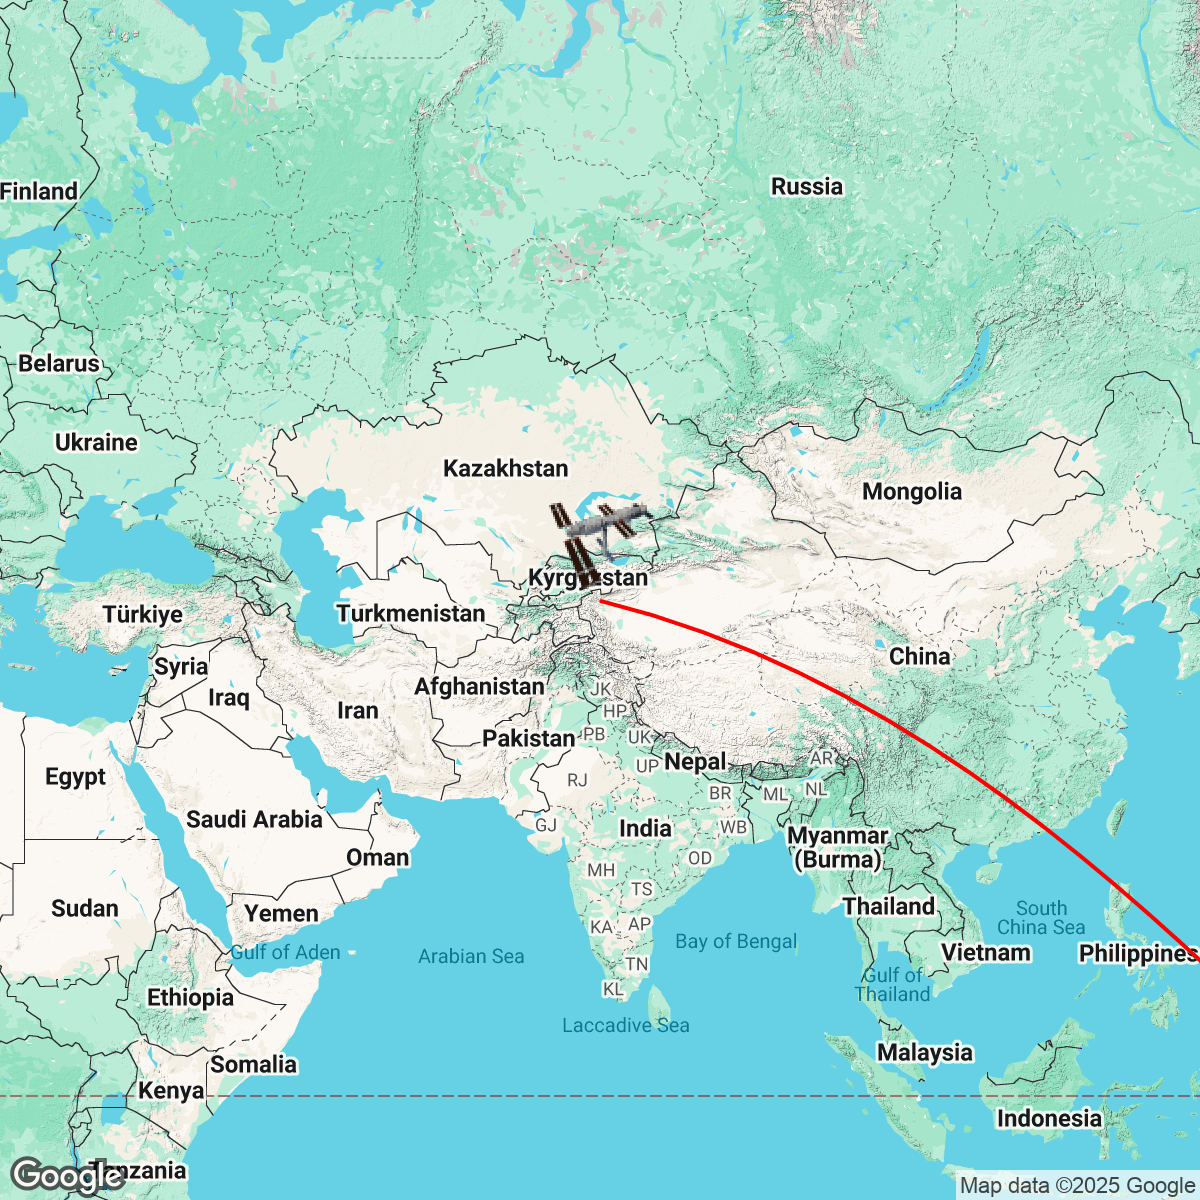 Russia
Finland
Belarus
Ukraine
Kazakhstan
Mongolia
Kyrgyzstan
Türkiye
Turkmenistan
China
Syria
Iraq
Iran
Afghanistan
JK
HP
PB
UK
Pakistan
Nepal
UP
AR
Egypt
RJ
BR
ML
NL
Saudi Arabia
GJ
India
WB
Myanmar
(Burma)
Oman
OD
MH
TS
Sudan
Yemen
Thailand
South
China Sea
KA
AP
Bay of Bengal
Gulf of Aden
Arabian Sea
Vietnam
Philippines
TN
KL
Gulf of
Thailand
Ethiopia
Laccadive Sea
Somalia
Malaysia
Kenya
Indonesia
Tanzania
Google
Map data ©2025 Google